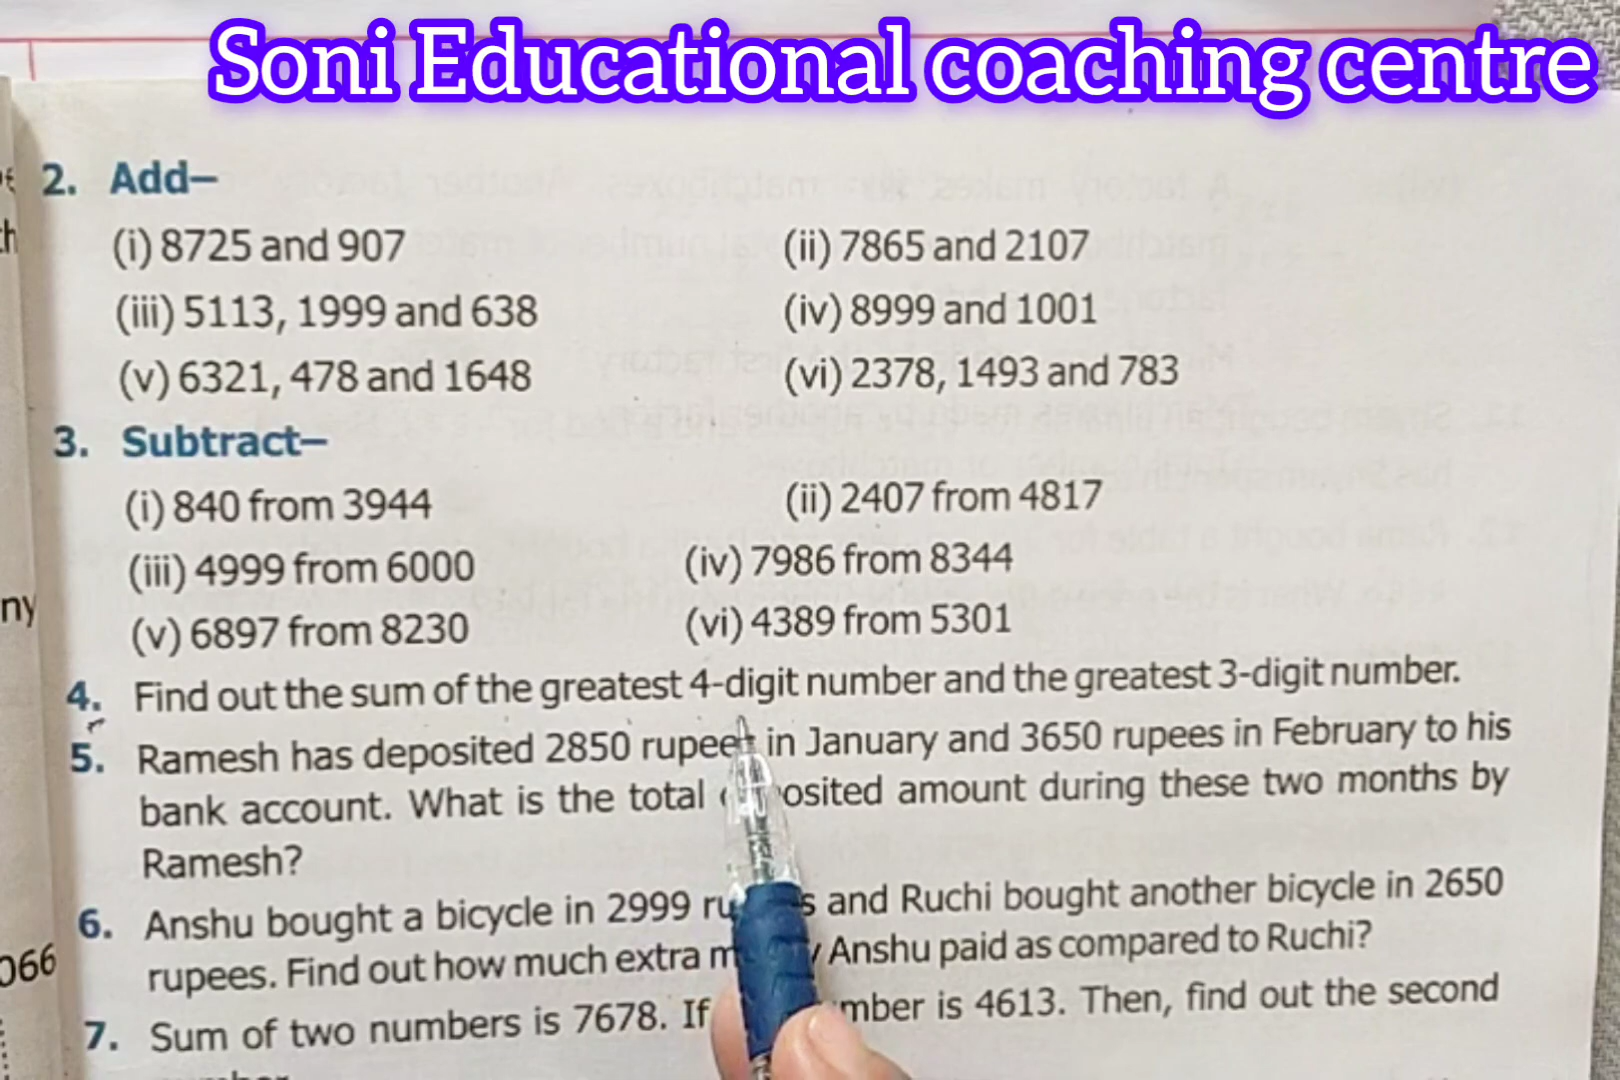 Soni Educational coaching centre
2. Add–
(i) 8725 and 907
(ii) 7865 and 2107
(iii) 5113, 1999 and 638
(iv) 8999 and 1001
(v) 6321, 478 and 1648
(vi) 2378, 1493 and 783
3. Subtract–
(i) 840 from 3944
(ii) 2407 from 4817
(iii) 4999 from 6000
(iv) 7986 from 8344
ny
(v) 6897 from 8230
(vi) 4389 from 5301
4. Find out the sum of the greatest 4-digit number and the greatest 3-digit number.
5. Ramesh has deposited 2850 rupees in January and 3650 rupees in February to his
bank account. What is the total deposited amount during these two months by
Ramesh?
6. Anshu bought a bicycle in 2999 rupees and Ruchi bought another bicycle in 2650
066
rupees. Find out how much extra money Anshu paid as compared to Ruchi?
7. Sum of two numbers is 7678. If number is 4613. Then, find out the second